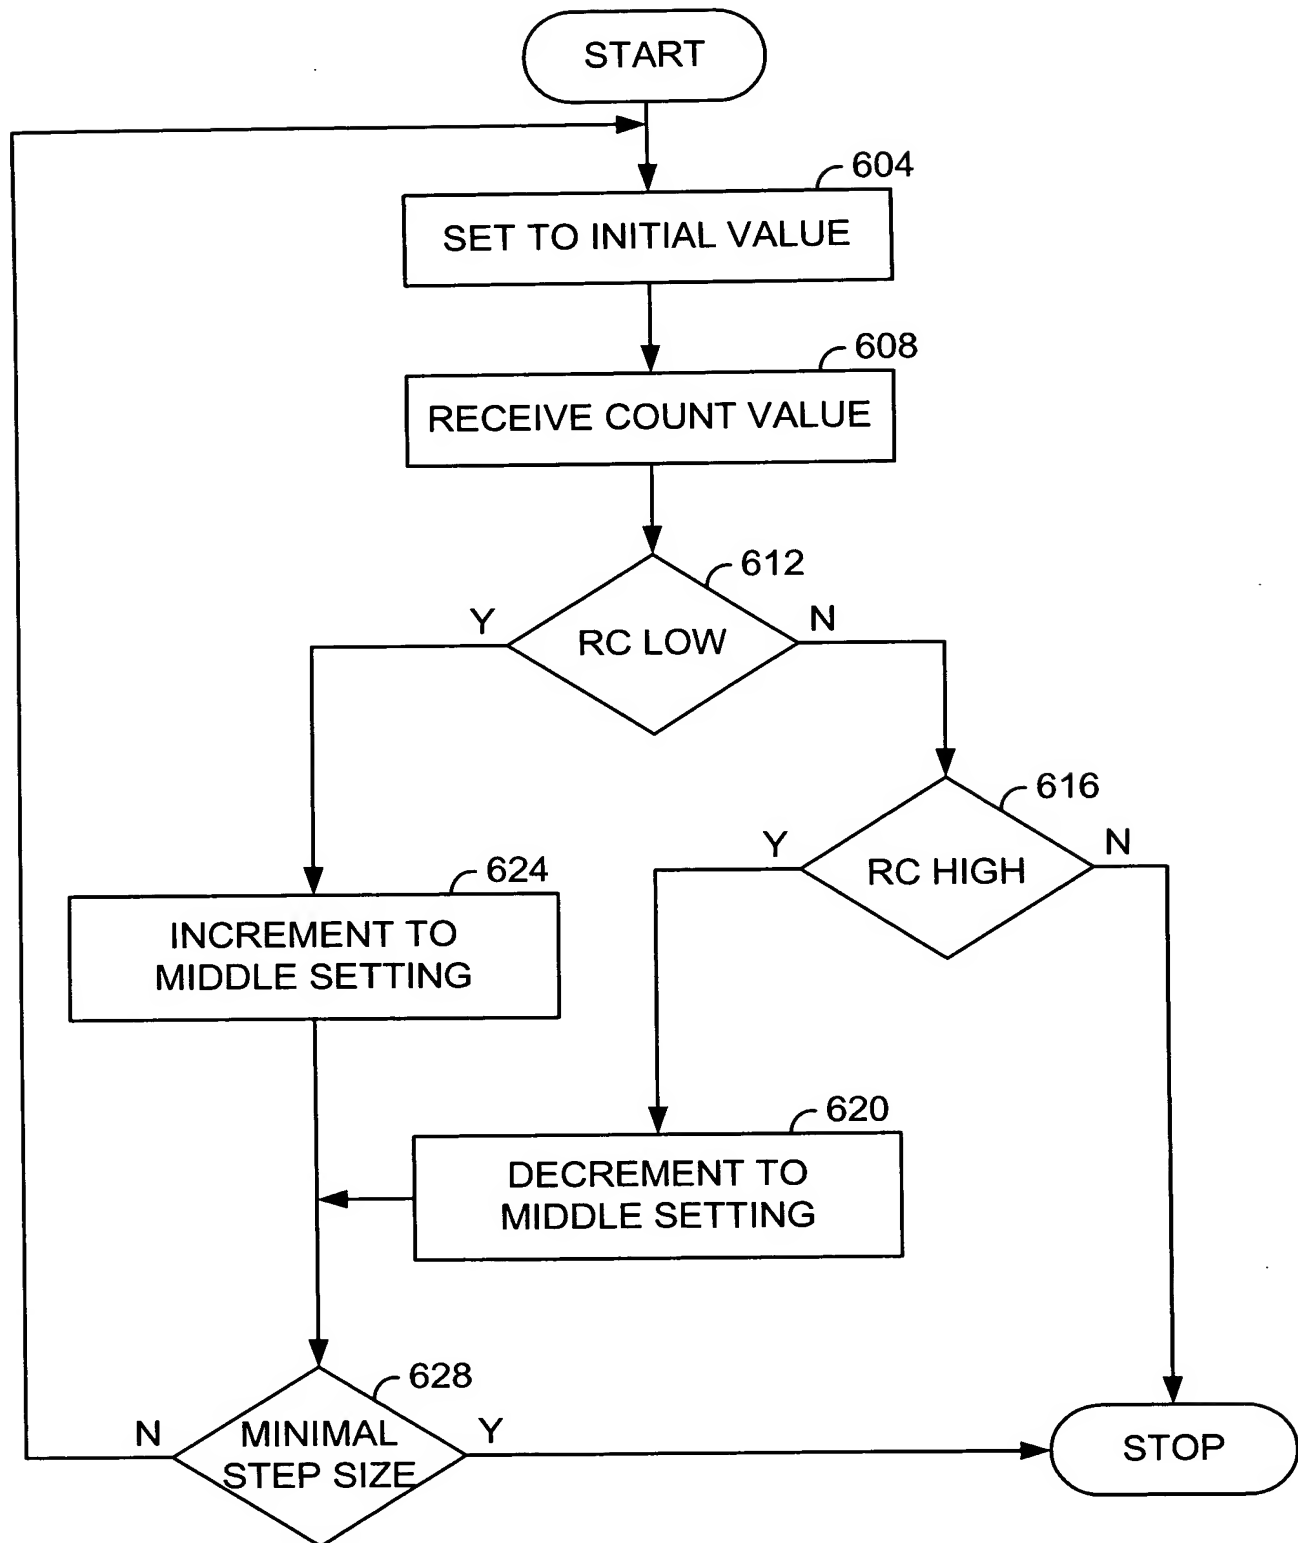 START
604
SET TO INITIAL VALUE
608
RECEIVE COUNT VALUE
612
Y
RC LOW
N
616
Y
RC HIGH
N
624
INCREMENT TO
MIDDLE SETTING
620
DECREMENT TO
MIDDLE SETTING
628
N
MINIMAL
STEP SIZE
Y
STOP